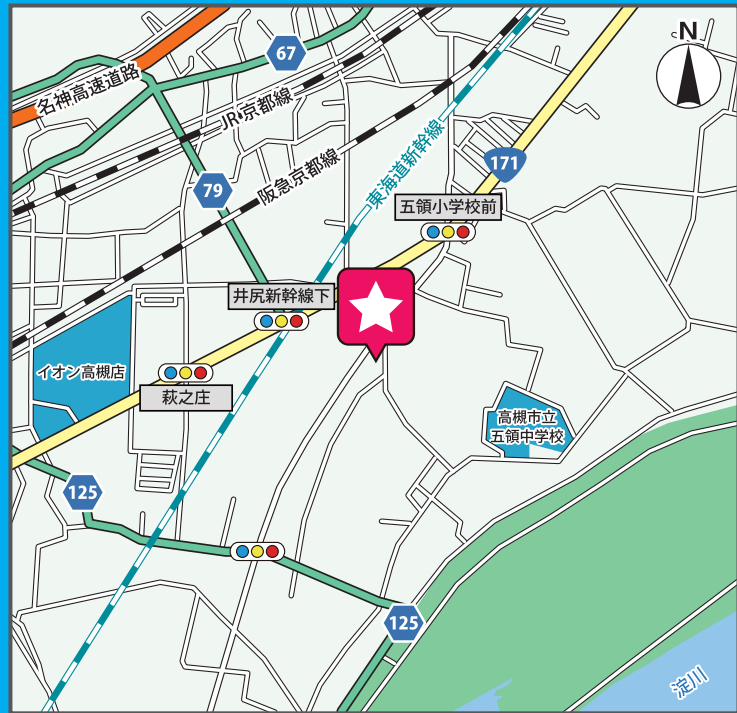 N
67
名神高速道路
JR京都線
阪急京都線
東海道新幹線
79
171
五領小学校前
井尻新幹線下
イオン高槻店
萩之庄
高槻市立
五領中学校
125
125
淀川